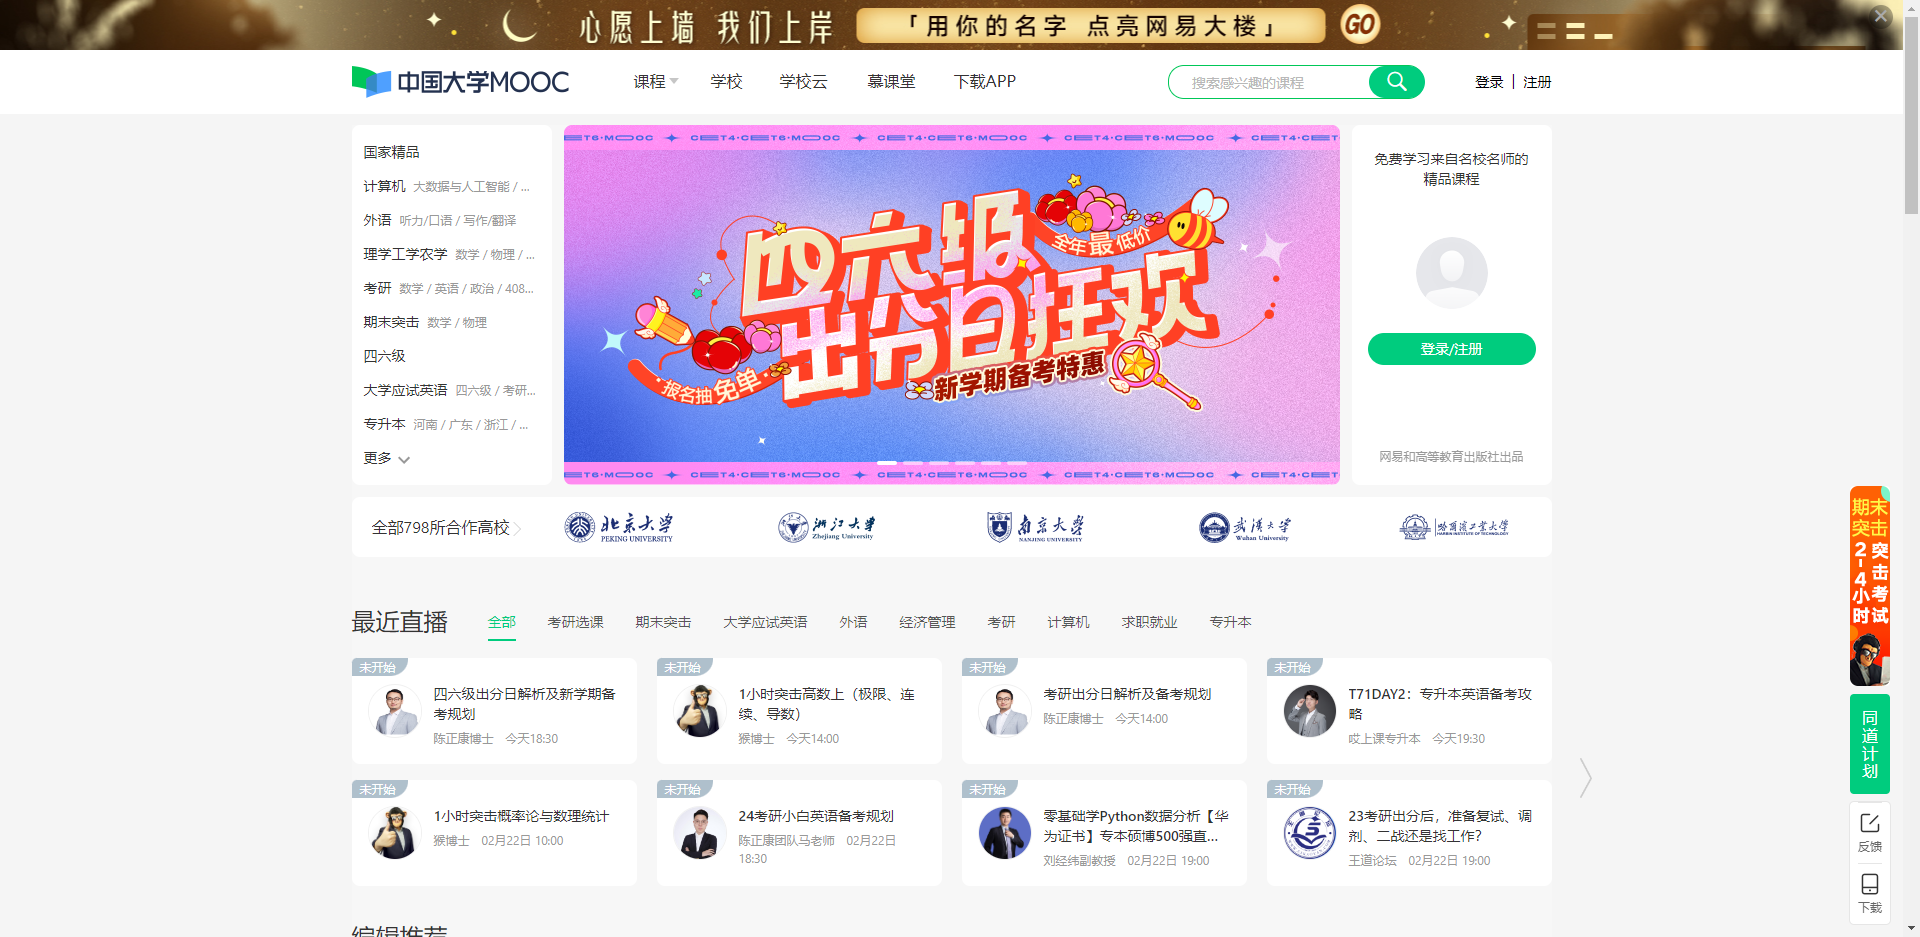 心愿上墙 我们上岸 「用你的名字 点亮网易大楼」 GO
中国大学MOOC 课程 学校 学校云 慕课堂 下载APP 搜索感兴趣的课程 登录 | 注册
国家精品
计算机 大数据与人工智能 / ...
外语 听力/口语 / 写作/翻译
理学工学农学 数学 / 物理 / ...
考研 数学 / 英语 / 政治 / 408...
期末突击 数学 / 物理
四六级
大学应试英语 四六级 / 考研...
专升本 河南 / 广东 / 浙江 / ...
更多
CET6·MOOC CET4·CET6·MOOC CET4·CET6·MOOC CET4·CET6·MOOC CET
四六报
全年最低价
出分日狂欢
报名抽免单
新学期备考特惠
CET6·MOOC CET4·CET6·MOOC CET4·CET6·MOOC CET4·CET6·MOOC CET
免费学习来自名校名师的
精品课程
登录/注册
网易和高等教育出版社出品
全部798所合作高校
北京大学
PEKING UNIVERSITY
浙江大学
Zhejiang University
南京大学
NANJING UNIVERSITY
武汉大学
Wuhan University
哈尔滨工业大学
HARBIN INSTITUTE OF TECHNOLOGY
最近直播 全部 考研选课 期末突击 大学应试英语 外语 经济管理 考研 计算机 求职就业 专升本
未开始
四六级出分日解析及新学期备
考规划
陈正康博士 今天18:30
未开始
1小时突击高数上（极限、连
续、导数）
猴博士 今天14:00
未开始
考研出分日解析及备考规划
陈正康博士 今天14:00
未开始
T71DAY2：专升本英语备考攻
略
哎上课专升本 今天19:30
未开始
1小时突击概率论与数理统计
猴博士 02月22日 10:00
未开始
24考研小白英语备考规划
陈正康团队马老师 02月22日
18:30
未开始
零基础学Python数据分析【华
为证书】专本硕博500强直...
刘经纬副教授 02月22日 19:00
未开始
23考研出分后，准备复试、调
剂、二战还是找工作?
王道论坛 02月22日 19:00
编辑推荐
期末
突击
突击考试
2-4小时
同道计划
反馈
下载